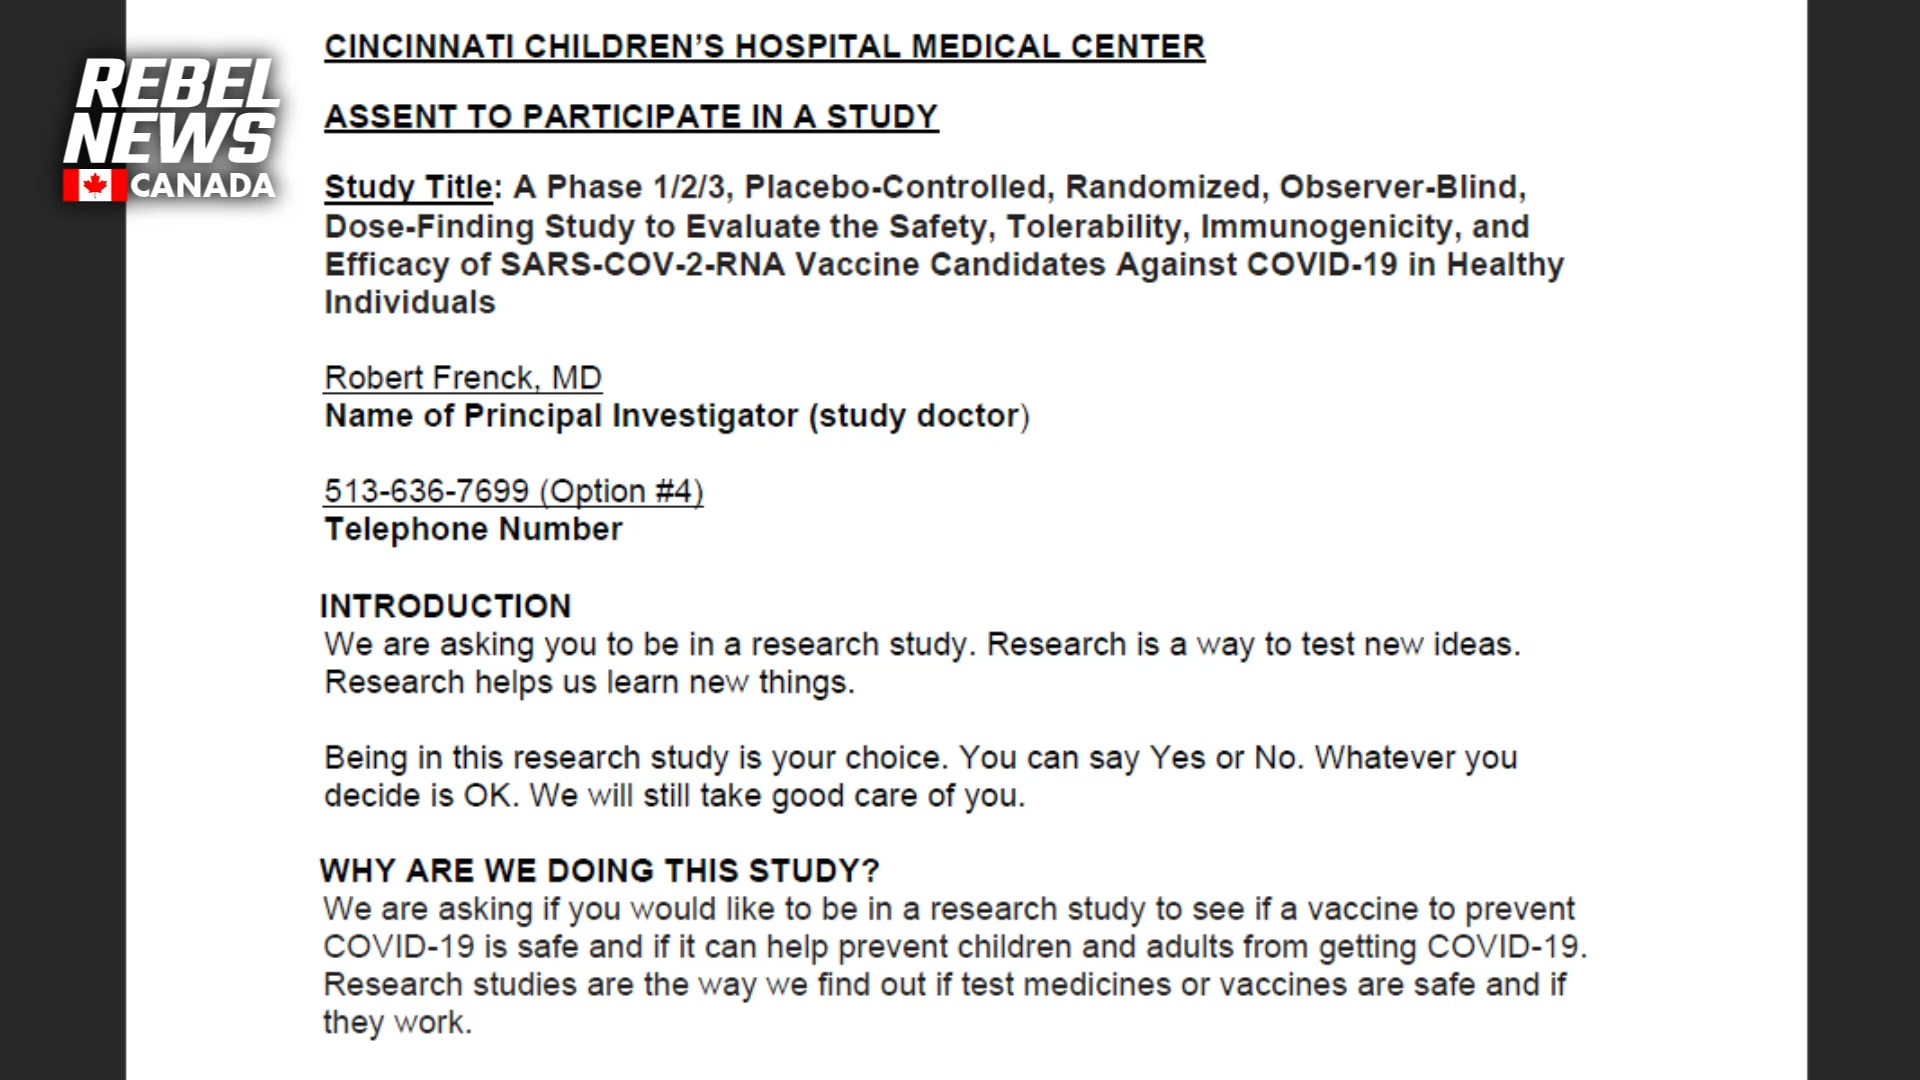 REBEL
NEWS
CANADA
CINCINNATI CHILDREN'S HOSPITAL MEDICAL CENTER
ASSENT TO PARTICIPATE IN A STUDY
Study Title: A Phase 1/2/3, Placebo-Controlled, Randomized, Observer-Blind,
Dose-Finding Study to Evaluate the Safety, Tolerability, Immunogenicity, and
Efficacy of SARS-COV-2-RNA Vaccine Candidates Against COVID-19 in Healthy
Individuals
Robert Frenck, MD
Name of Principal Investigator (study doctor)
513-636-7699 (Option #4)
Telephone Number
INTRODUCTION
We are asking you to be in a research study. Research is a way to test new ideas.
Research helps us learn new things.
Being in this research study is your choice. You can say Yes or No. Whatever you
decide is OK. We will still take good care of you.
WHY ARE WE DOING THIS STUDY?
We are asking if you would like to be in a research study to see if a vaccine to prevent
COVID-19 is safe and if it can help prevent children and adults from getting COVID-19.
Research studies are the way we find out if test medicines or vaccines are safe and if
they work.